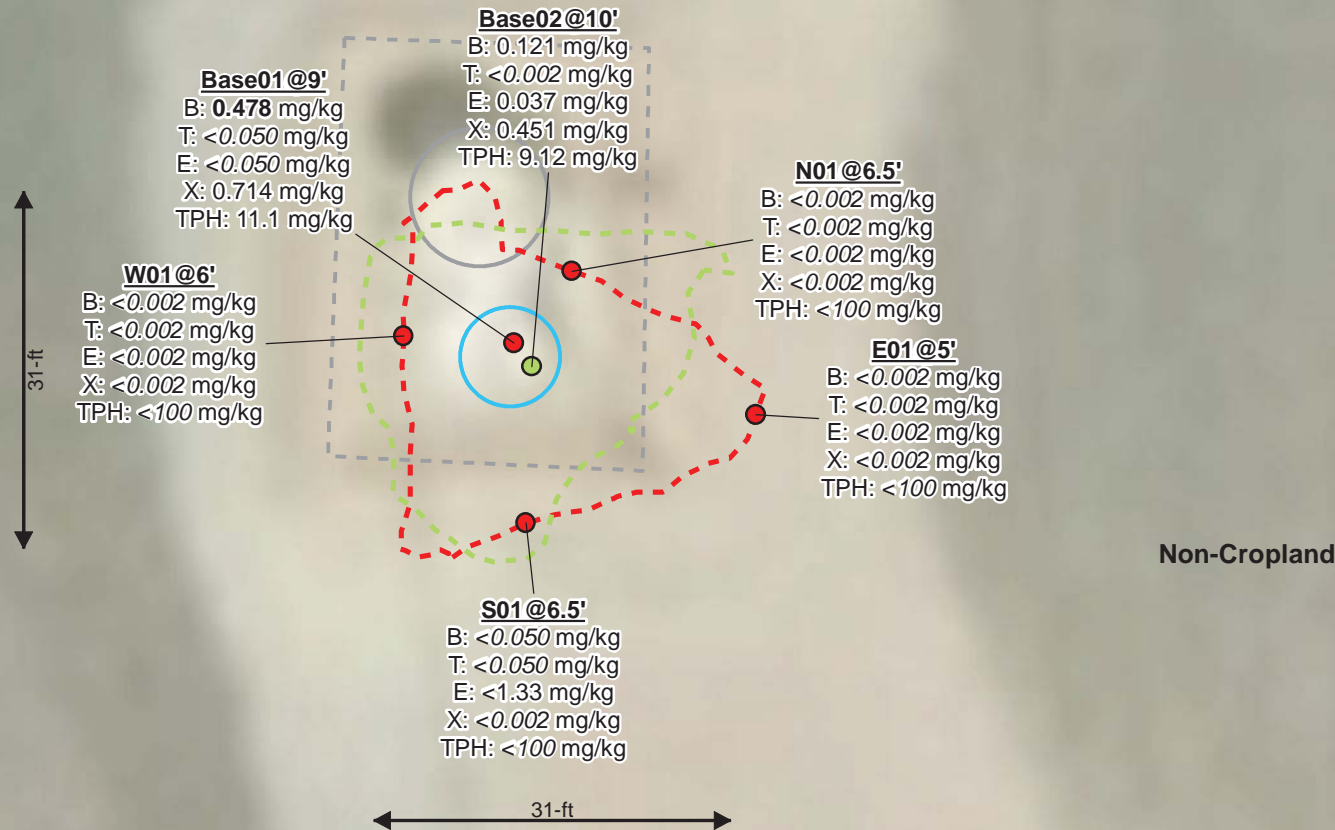 Base02@10'
B: 0.121 mg/kg
T: <0.002 mg/kg
E: 0.037 mg/kg
X: 0.451 mg/kg
TPH: 9.12 mg/kg
Base01@9'
B: 0.478 mg/kg
T: <0.050 mg/kg
E: <0.050 mg/kg
X: 0.714 mg/kg
TPH: 11.1 mg/kg
N01@6.5'
B: <0.002 mg/kg
T: <0.002 mg/kg
E: <0.002 mg/kg
X: <0.002 mg/kg
TPH: <100 mg/kg
W01@6'
B: <0.002 mg/kg
T: <0.002 mg/kg
E: <0.002 mg/kg
X: <0.002 mg/kg
TPH: <100 mg/kg
31-ft
E01@5'
B: <0.002 mg/kg
T: <0.002 mg/kg
E: <0.002 mg/kg
X: <0.002 mg/kg
TPH: <100 mg/kg
Non-Cropland
S01@6.5'
B: <0.050 mg/kg
T: <0.050 mg/kg
E: <1.33 mg/kg
X: <0.002 mg/kg
TPH: <100 mg/kg
31-ft